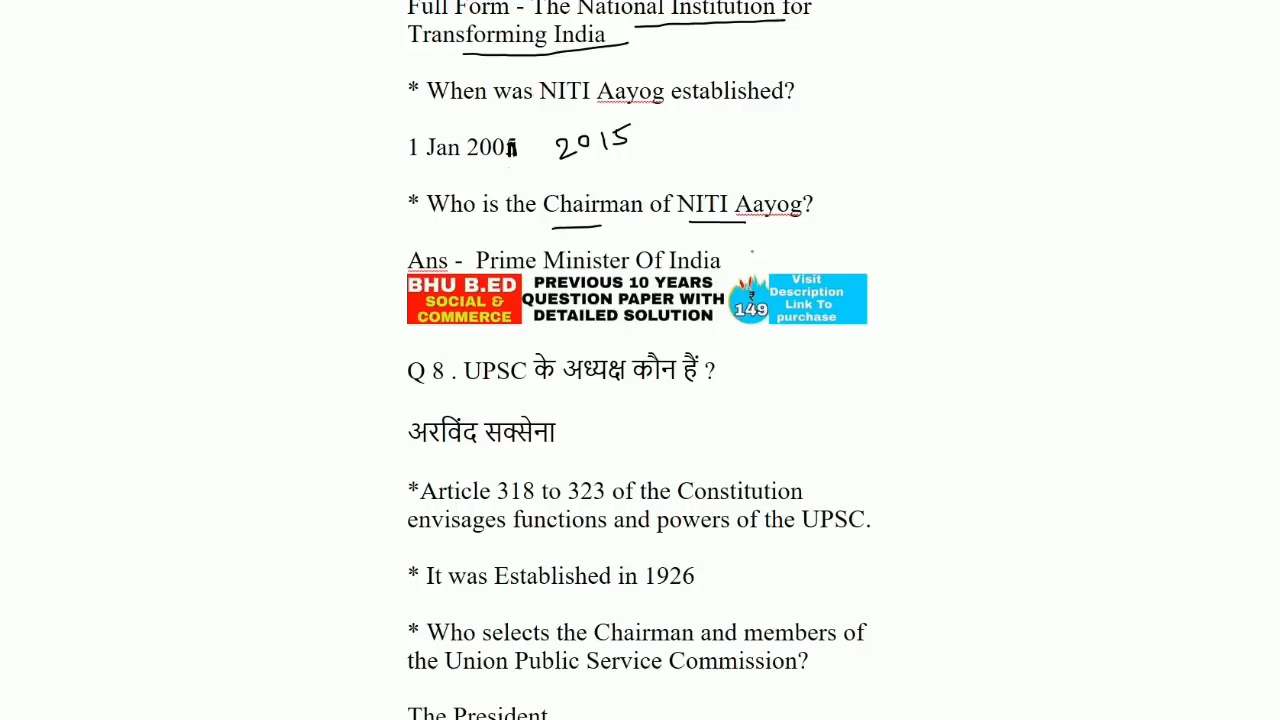 Full Form - The National Institution for
Transforming India
* When was NITI Aayog established?
1 Jan 200 2015
* Who is the Chairman of NITI Aayog?
Ans - Prime Minister Of India
BHU B.ED
SOCIAL &
COMMERCE
PREVIOUS 10 YEARS
QUESTION PAPER WITH
DETAILED SOLUTION
₹
149
Visit
Description
Link To
purchase
Q 8 . UPSC के अध्यक्ष कौन हैं ?
अरविंद सक्सेना
*Article 318 to 323 of the Constitution
envisages functions and powers of the UPSC.
* It was Established in 1926
* Who selects the Chairman and members of
the Union Public Service Commission?
The President